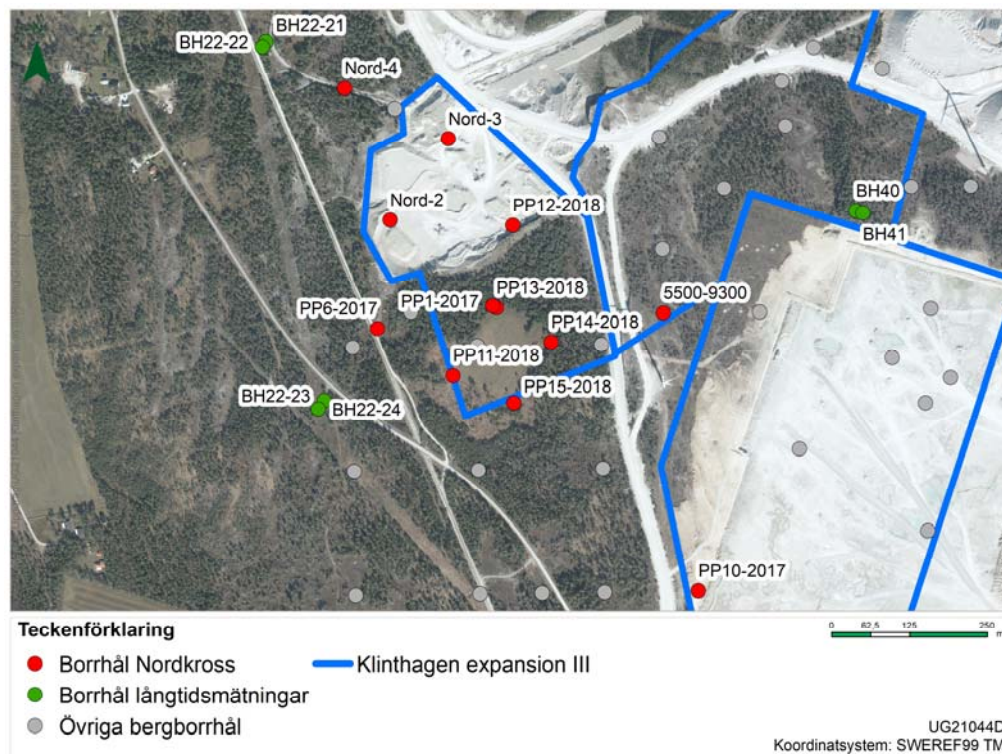 BH22-21
BH22-22
Nord-4
Nord-3
Nord-2
PP12-2018
BH40
BH41
PP1-2017
PP13-2018
5500-9300
PP6-2017
PP14-2018
PP11-2018
PP15-2018
BH22-23
BH22-24
PP10-2017
Teckenförklaring
Borrhål Nordkross
Klinthagen expansion III
Borrhål långtidsmätningar
Övriga bergborrhål
0 62,5 125 250
m
UG21044D
Koordinatsystem: SWEREF99 TM